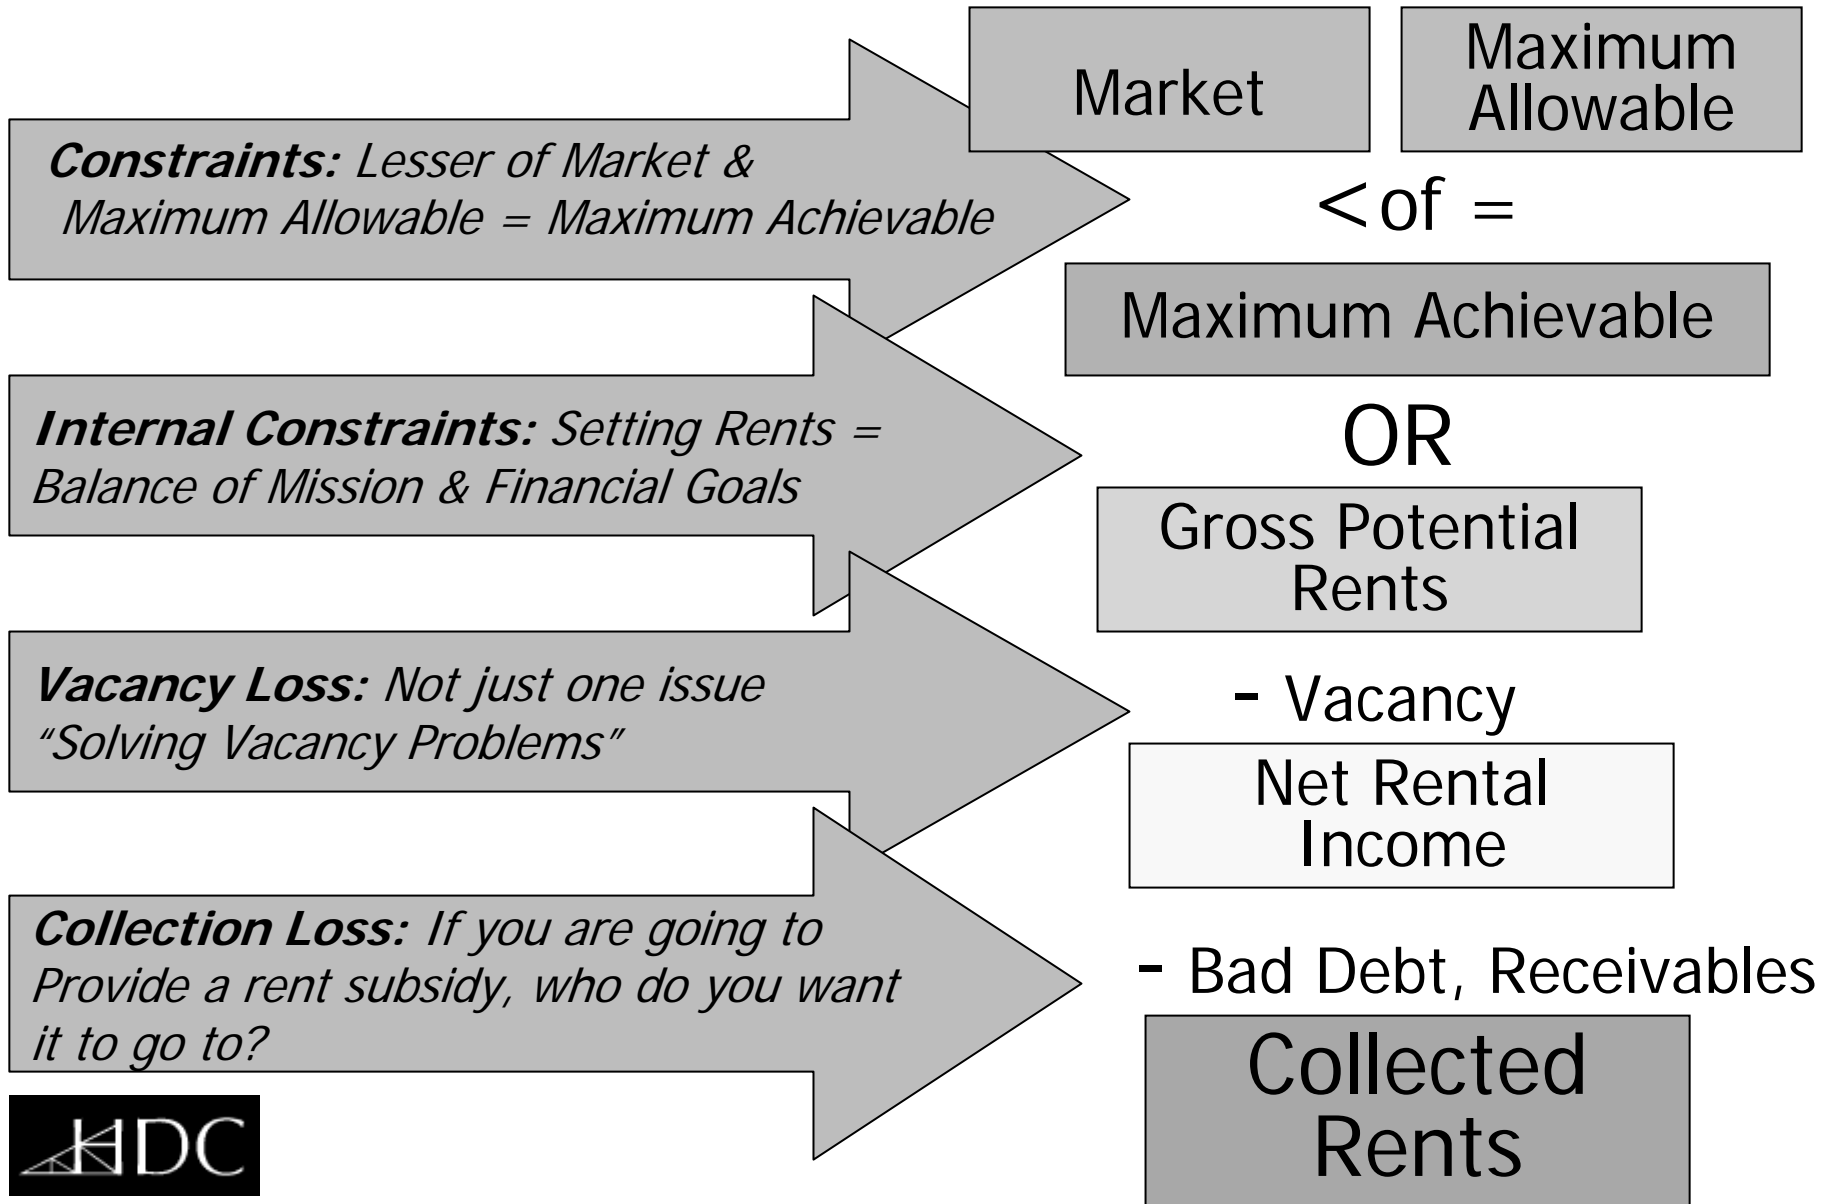 Market
Maximum
Allowable
Constraints: Lesser of Market &
Maximum Allowable = Maximum Achievable
< of =
Maximum Achievable
Internal Constraints: Setting Rents =
Balance of Mission & Financial Goals
OR
Gross Potential
Rents
Vacancy Loss: Not just one issue
“Solving Vacancy Problems”
- Vacancy
Net Rental
Income
Collection Loss: If you are going to
Provide a rent subsidy, who do you want
it to go to?
- Bad Debt, Receivables
Collected
Rents
HDC